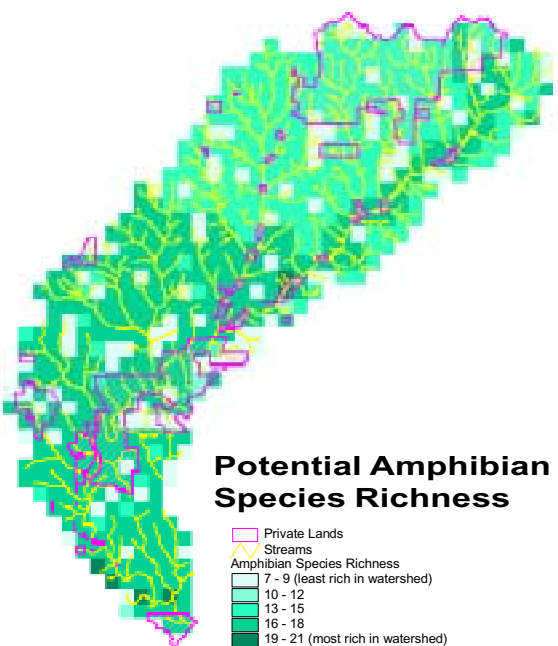 Potential Amphibian
Species Richness
Private Lands
Streams
Amphibian Species Richness
7 - 9 (least rich in watershed)
10 - 12
13 - 15
16 - 18
19 - 21 (most rich in watershed)